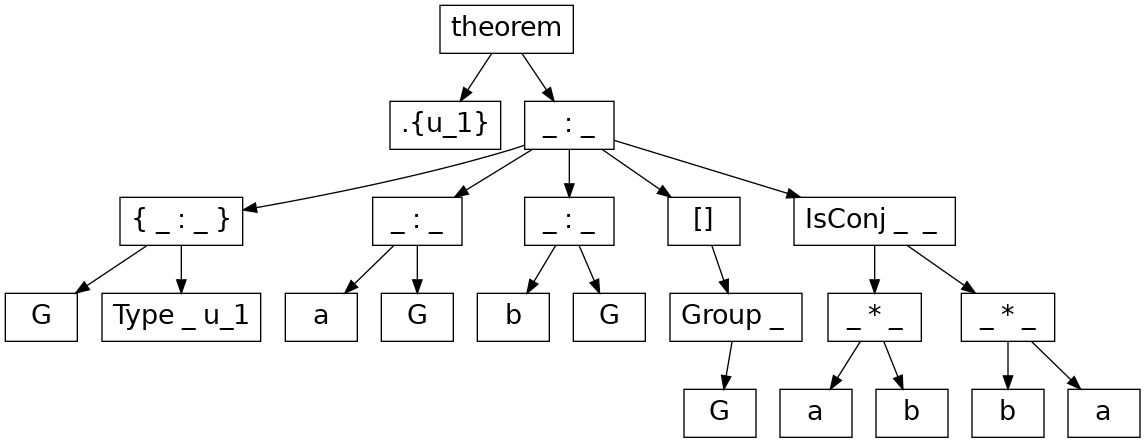 theorem
.{u_1}
_ : _
{ _ : _ }
_ : _
_ : _
[]
IsConj _  _
G
Type _ u_1
a
G
b
G
Group _
_ * _
_ * _
G
a
b
b
a